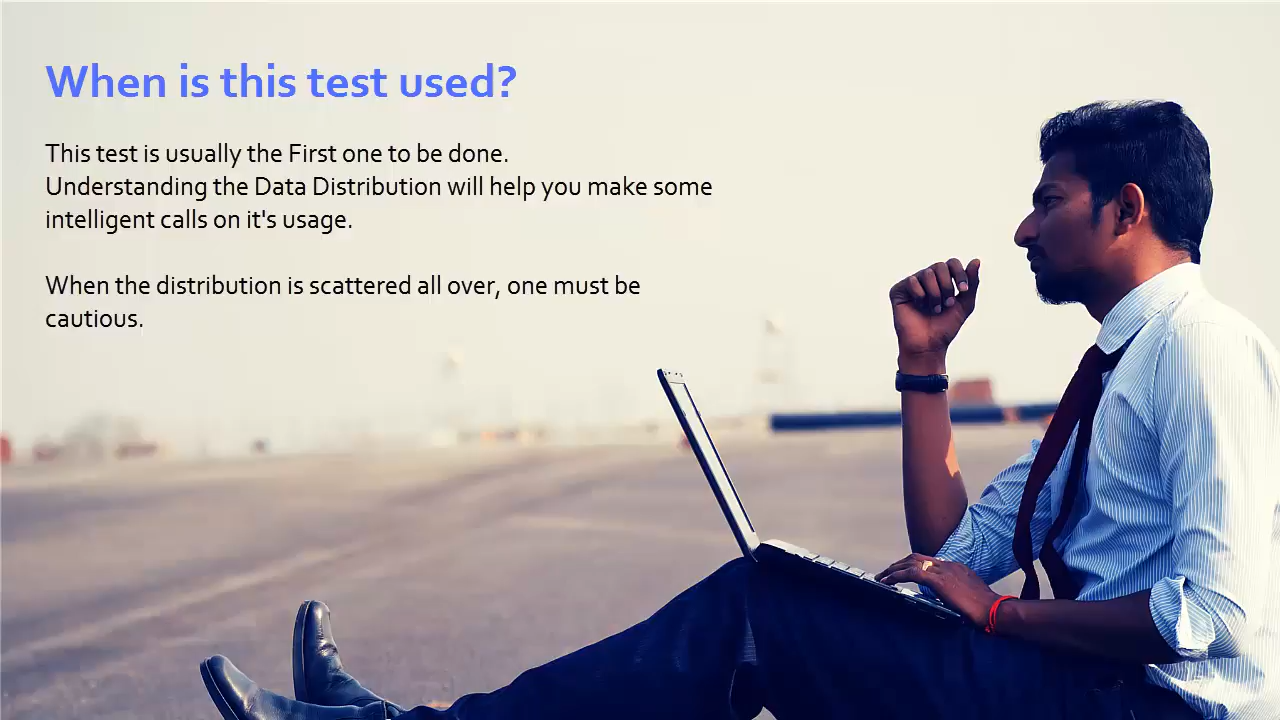 When is this test used?
This test is usually the First one to be done.
Understanding the Data Distribution will help you make some
intelligent calls on it's usage.
When the distribution is scattered all over, one must be
cautious.